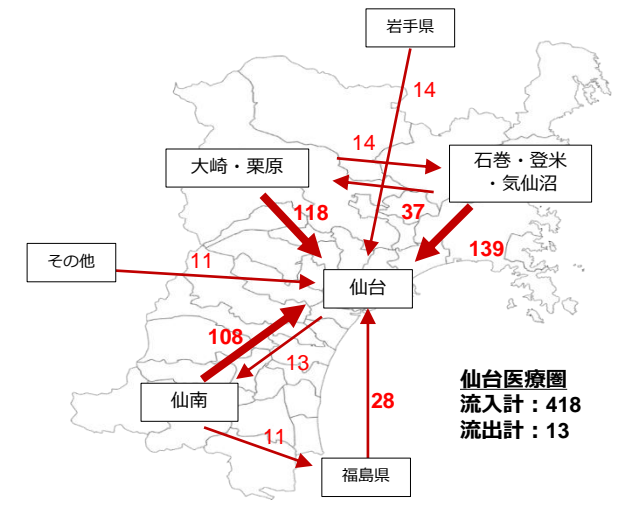 岩手県
14
14
大崎・栗原
石巻・登米
・気仙沼
118
37
139
その他
11
仙台
108
13
仙南
11
28
福島県
仙台医療圏
流入計：418
流出計：13